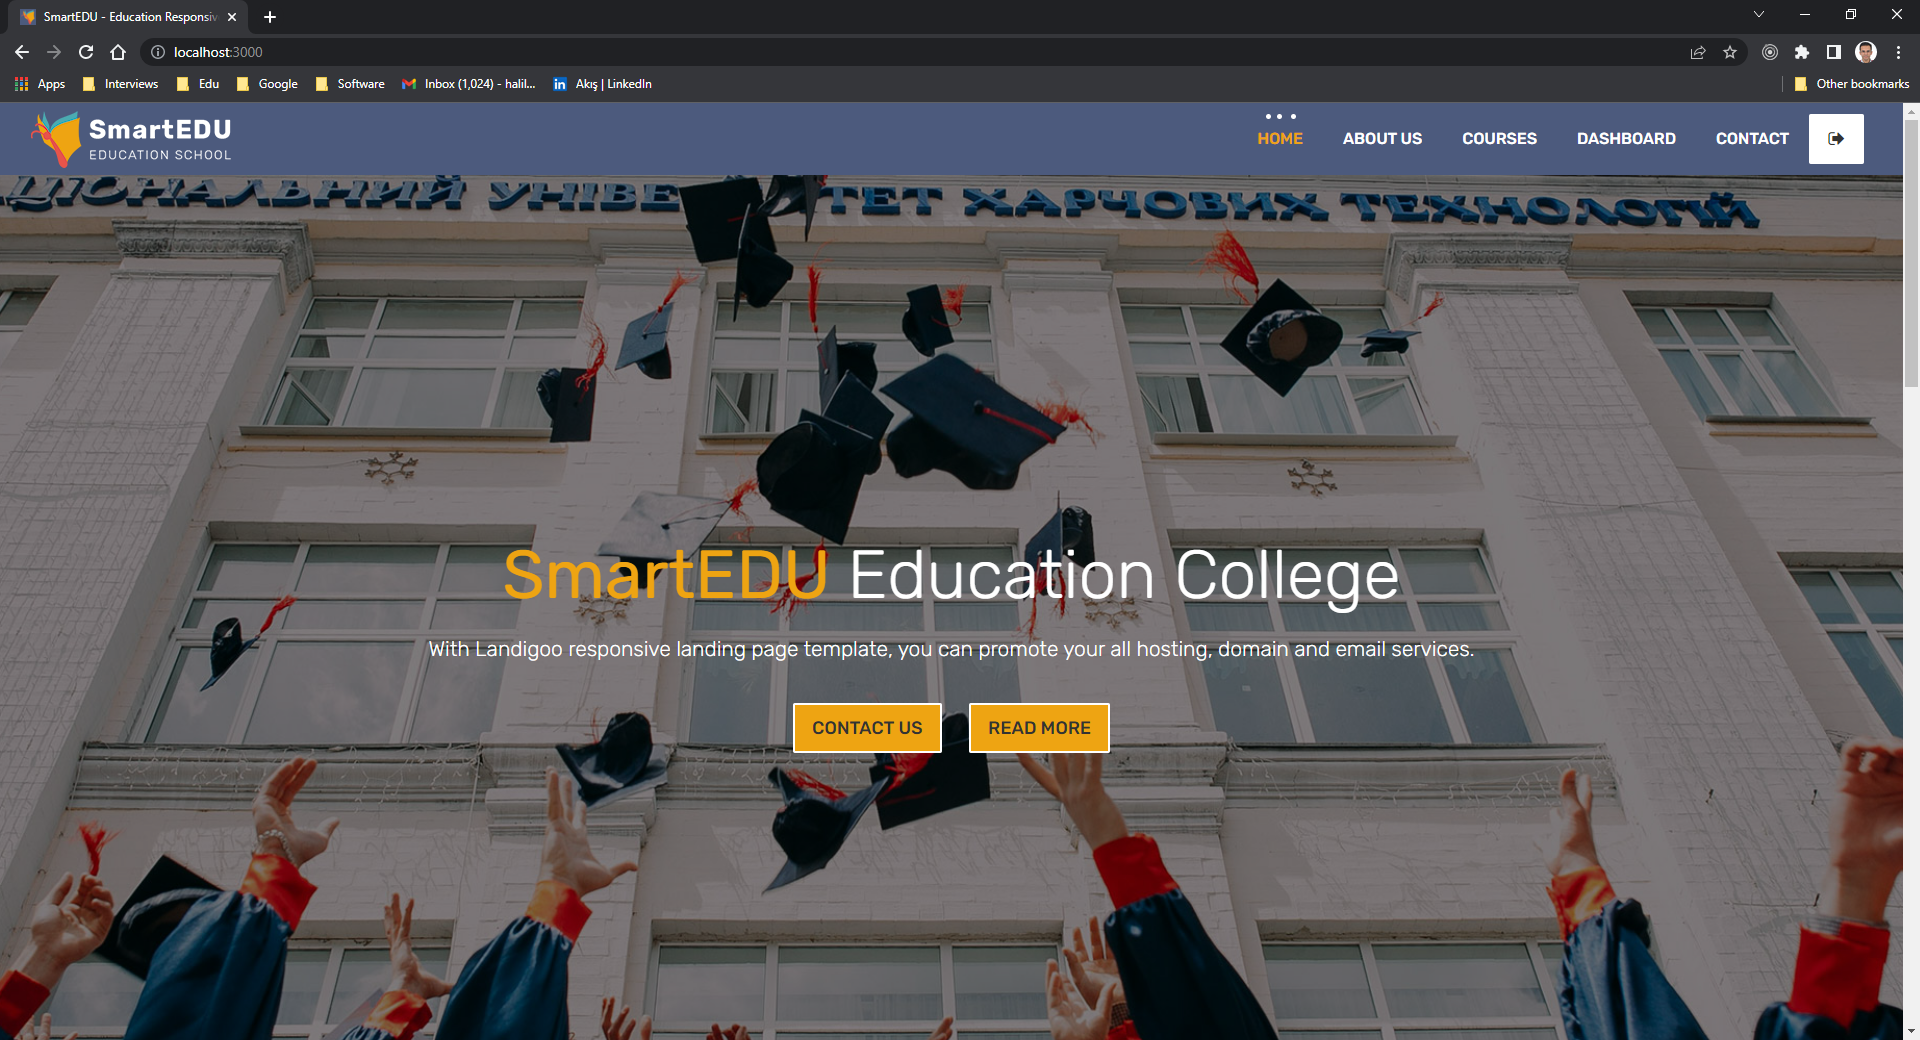 SmartEDU - Education Responsiv
localhost:3000
Apps Interviews Edu Google Software Inbox (1,024) - halil... Akış | LinkedIn Other bookmarks
SmartEDU
EDUCATION SCHOOL
HOME ABOUT US COURSES DASHBOARD CONTACT
ЦІОНАЛЬНИЙ УНІВЕ ТЕТ ХАРЧОВИХ ТЕХНОЛОГІЙ
SmartEDU Education College
With Landigoo responsive landing page template, you can promote your all hosting, domain and email services.
CONTACT US READ MORE